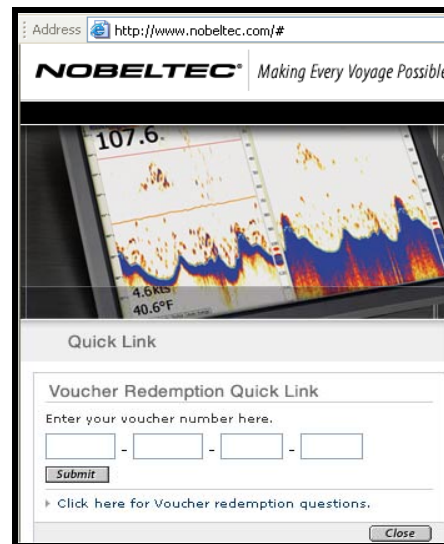 Address http://www.nobeltec.com/#
NOBELTEC® Making Every Voyage Possible
107.6
4.6kts
40.6°F
Quick Link
Voucher Redemption Quick Link
Enter your voucher number here.
- - -
Submit
Click here for Voucher redemption questions.
Close